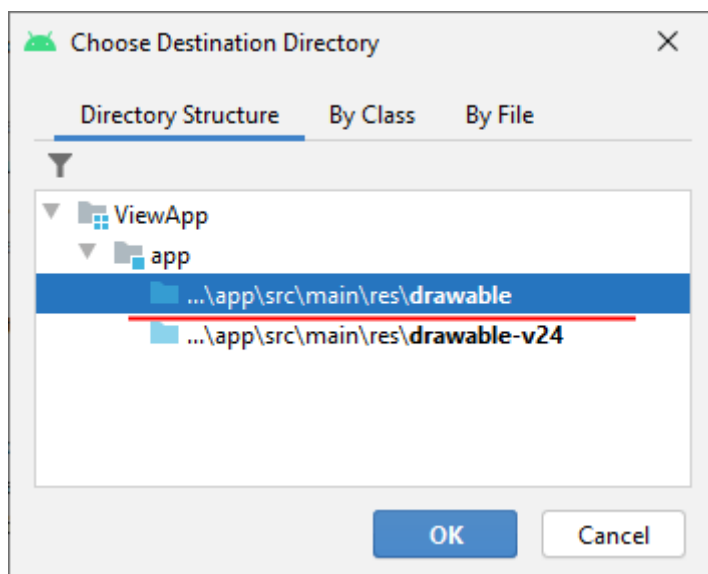 Choose Destination Directory
Directory Structure By Class By File
ViewApp
app
...\app\src\main\res\drawable
...\app\src\main\res\drawable-v24
OK Cancel